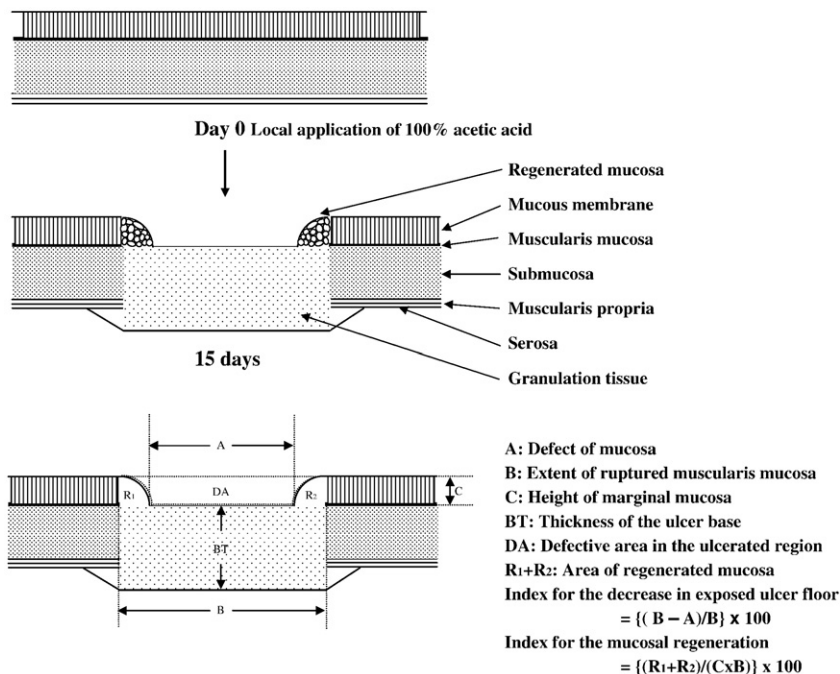 Day 0 Local application of 100% acetic acid
Regenerated mucosa
Mucous membrane
Muscularis mucosa
Submucosa
Muscularis propria
Serosa
Granulation tissue
15 days
A
R₁
DA
R₂
C
BT
B
A: Defect of mucosa
B: Extent of ruptured muscularis mucosa
C: Height of marginal mucosa
BT: Thickness of the ulcer base
DA: Defective area in the ulcerated region
R₁+R₂: Area of regenerated mucosa
Index for the decrease in exposed ulcer floor
= {( B – A)/B} x 100
Index for the mucosal regeneration
= {(R₁+R₂)/(CxB)} x 100